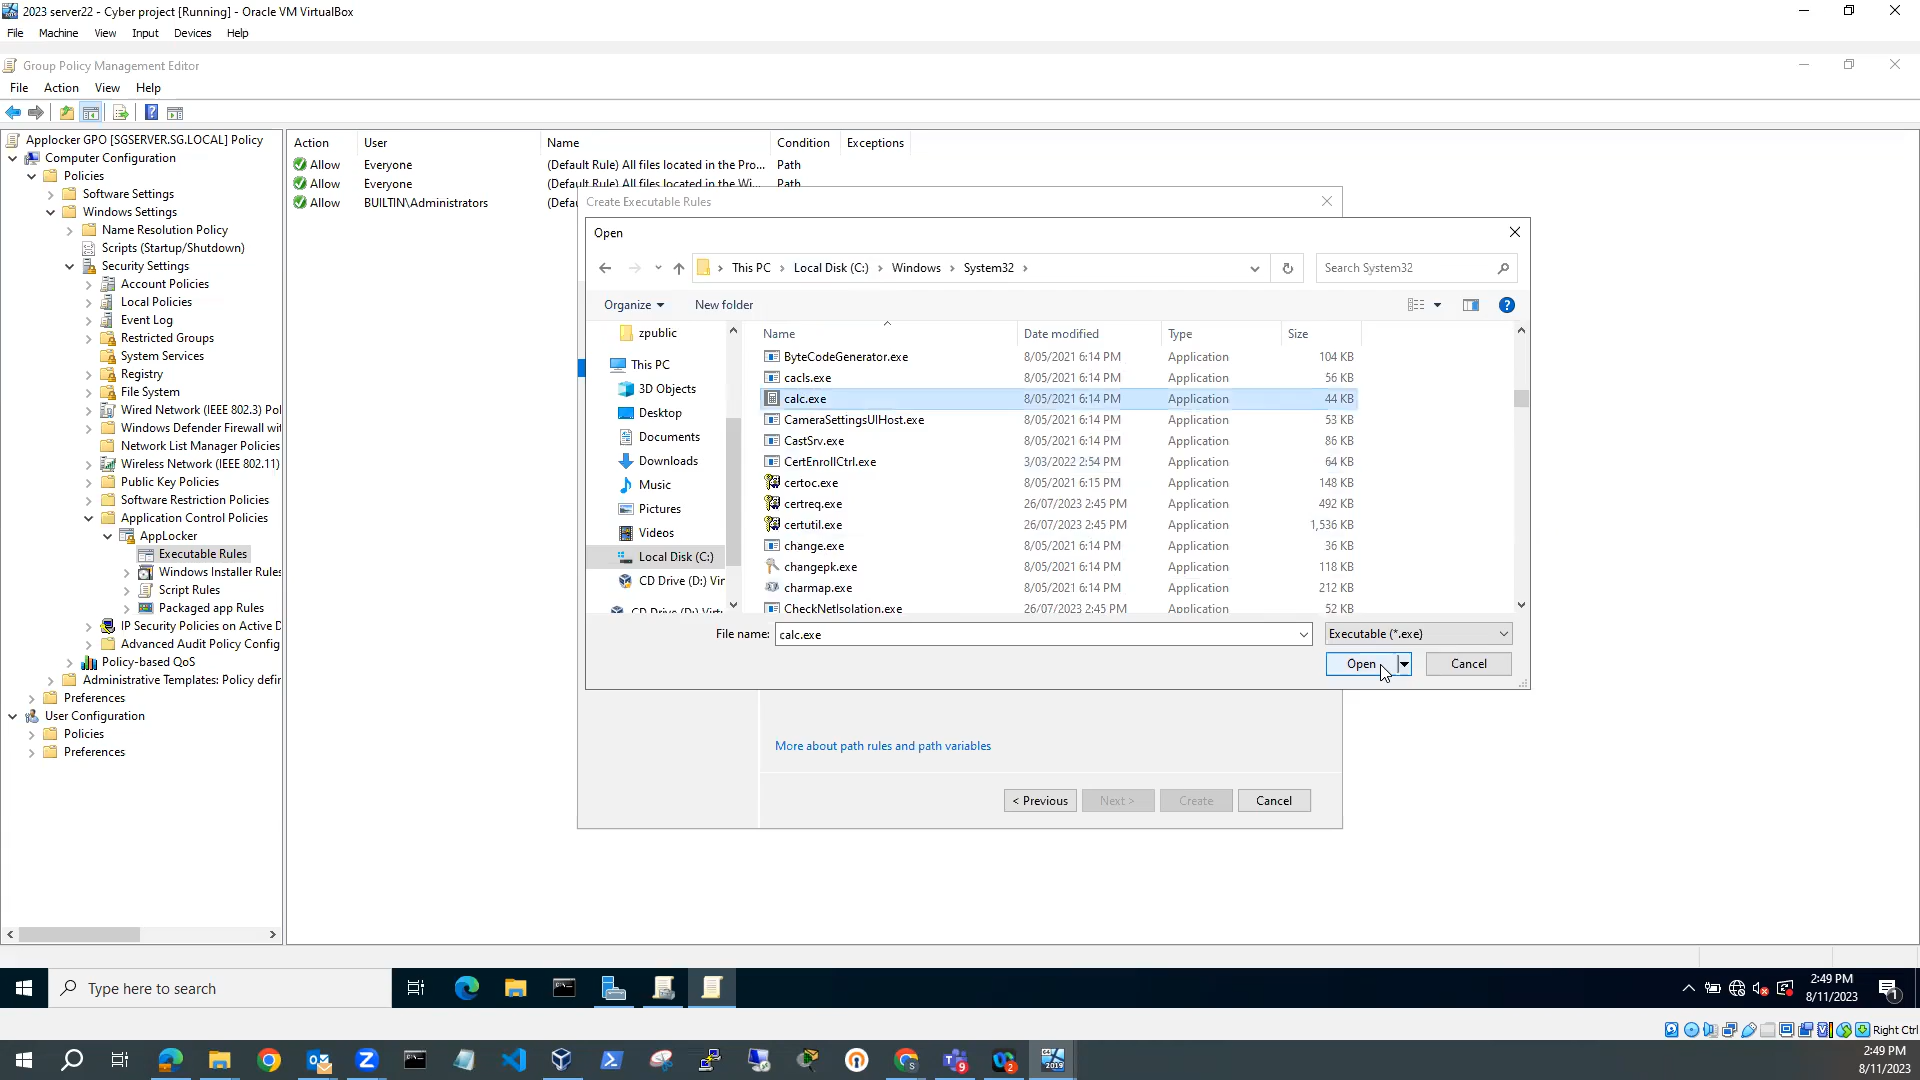 2023 server22 - Cyber project [Running] - Oracle VM VirtualBox
File Machine View Input Devices Help
Group Policy Management Editor
File Action View Help
Applocker GPO [SGSERVER.SG.LOCAL] Policy
Computer Configuration
Policies
Software Settings
Windows Settings
Name Resolution Policy
Scripts (Startup/Shutdown)
Security Settings
Account Policies
Local Policies
Event Log
Restricted Groups
System Services
Registry
File System
Wired Network (IEEE 802.3) Pol
Windows Defender Firewall wit
Network List Manager Policies
Wireless Network (IEEE 802.11)
Public Key Policies
Software Restriction Policies
Application Control Policies
AppLocker
Executable Rules
Windows Installer Rules
Script Rules
Packaged app Rules
IP Security Policies on Active D
Advanced Audit Policy Config
Policy-based QoS
Administrative Templates: Policy defir
Preferences
User Configuration
Policies
Preferences
Action User Name Condition Exceptions
Allow Everyone (Default Rule) All files located in the Pro... Path
Allow Everyone (Default Rule) All files located in the Wi... Path
Allow BUILTIN\Administrators (Defau
Create Executable Rules
Open
This PC > Local Disk (C:) > Windows > System32 >
Search System32
Organize New folder
zpublic
This PC
3D Objects
Desktop
Documents
Downloads
Music
Pictures
Videos
Local Disk (C:)
CD Drive (D:) Vir
CD Drive (D:) Virtu
Name Date modified Type Size
ByteCodeGenerator.exe 8/05/2021 6:14 PM Application 104 KB
cacls.exe 8/05/2021 6:14 PM Application 56 KB
calc.exe 8/05/2021 6:14 PM Application 44 KB
CameraSettingsUIHost.exe 8/05/2021 6:14 PM Application 53 KB
CastSrv.exe 8/05/2021 6:14 PM Application 86 KB
CertEnrollCtrl.exe 3/03/2022 2:54 PM Application 64 KB
certoc.exe 8/05/2021 6:15 PM Application 148 KB
certreq.exe 26/07/2023 2:45 PM Application 492 KB
certutil.exe 26/07/2023 2:45 PM Application 1,536 KB
change.exe 8/05/2021 6:14 PM Application 36 KB
changepk.exe 8/05/2021 6:14 PM Application 118 KB
charmap.exe 8/05/2021 6:14 PM Application 212 KB
CheckNetIsolation.exe 26/07/2023 2:45 PM Application 52 KB
File name: calc.exe Executable (*.exe)
Open Cancel
More about path rules and path variables
< Previous Next > Create Cancel
Type here to search
2:49 PM
8/11/2023
1
Right Ctrl
9
2
2019
2:49 PM
8/11/2023